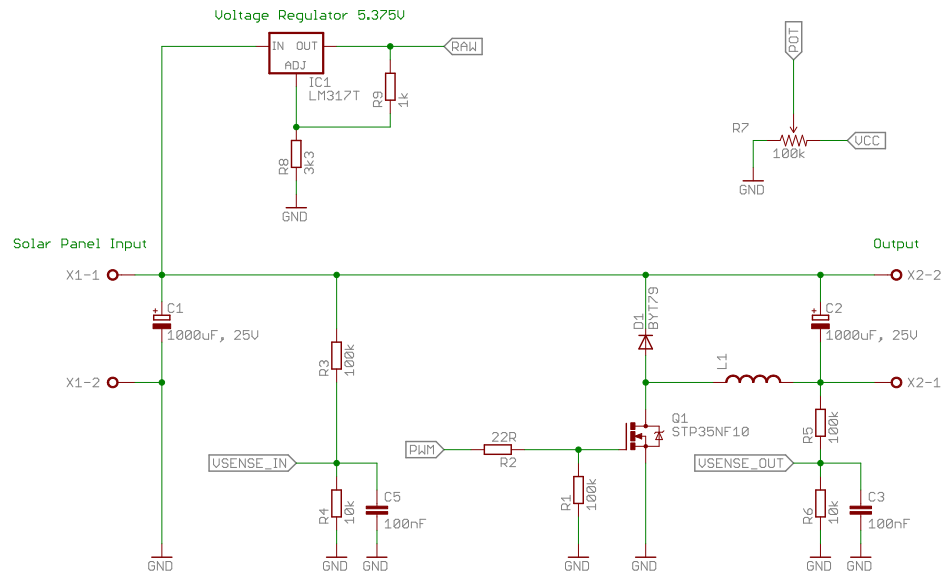 Voltage Regulator 5.375V
IN OUT
ADJ
RAW
IC1
LM317T
R9
1k
R8
3k3
GND
POT
R7
100k
VCC
GND
Solar Panel Input
Output
X1-1
X2-2
C1
1000uF, 25V
R3
100k
D1
BYT79
C2
1000uF, 25V
X1-2
L1
X2-1
Q1
STP35NF10
R5
100k
PWM
22R
R2
VSENSE_IN
VSENSE_OUT
R4
10k
C5
100nF
R1
100k
R6
10k
C3
100nF
GND
GND
GND
GND
GND
GND
GND